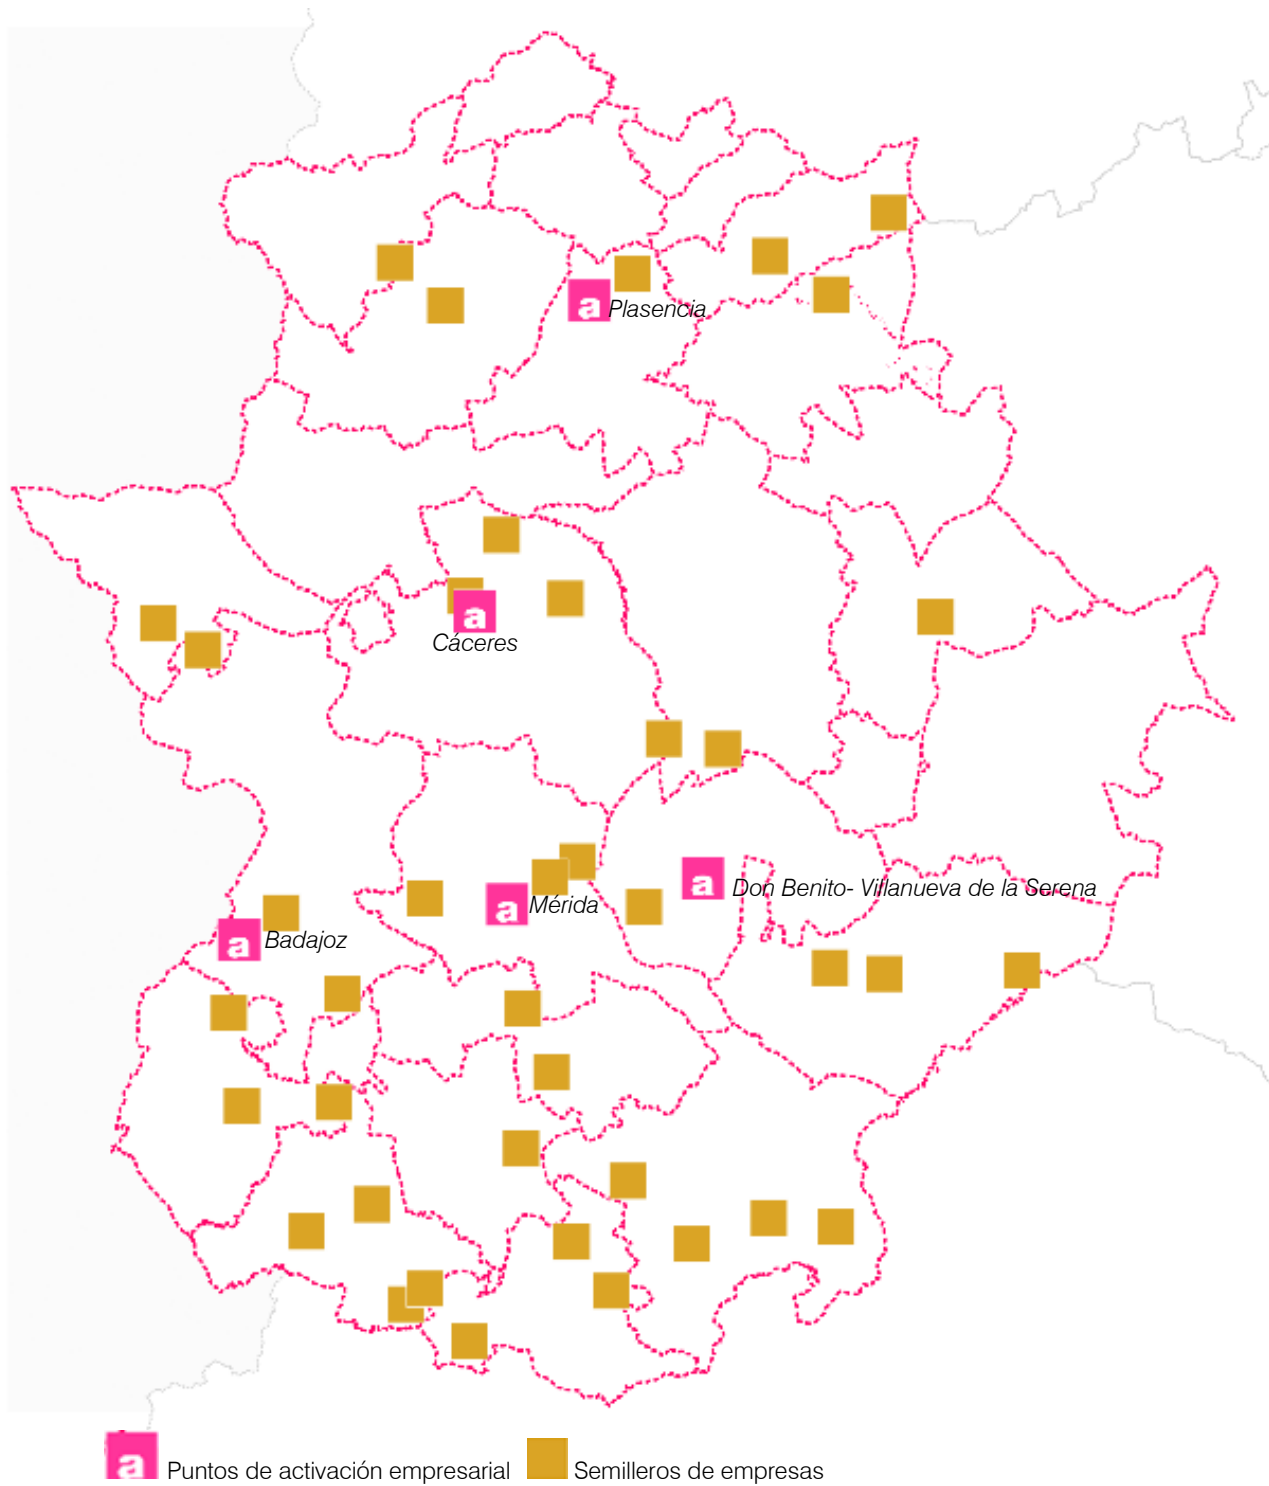 a
Plasencia
a
Cáceres
a
Don Benito- Villanueva de la Serena
a
Mérida
a
Badajoz
a
Puntos de activación empresarial
Semilleros de empresas